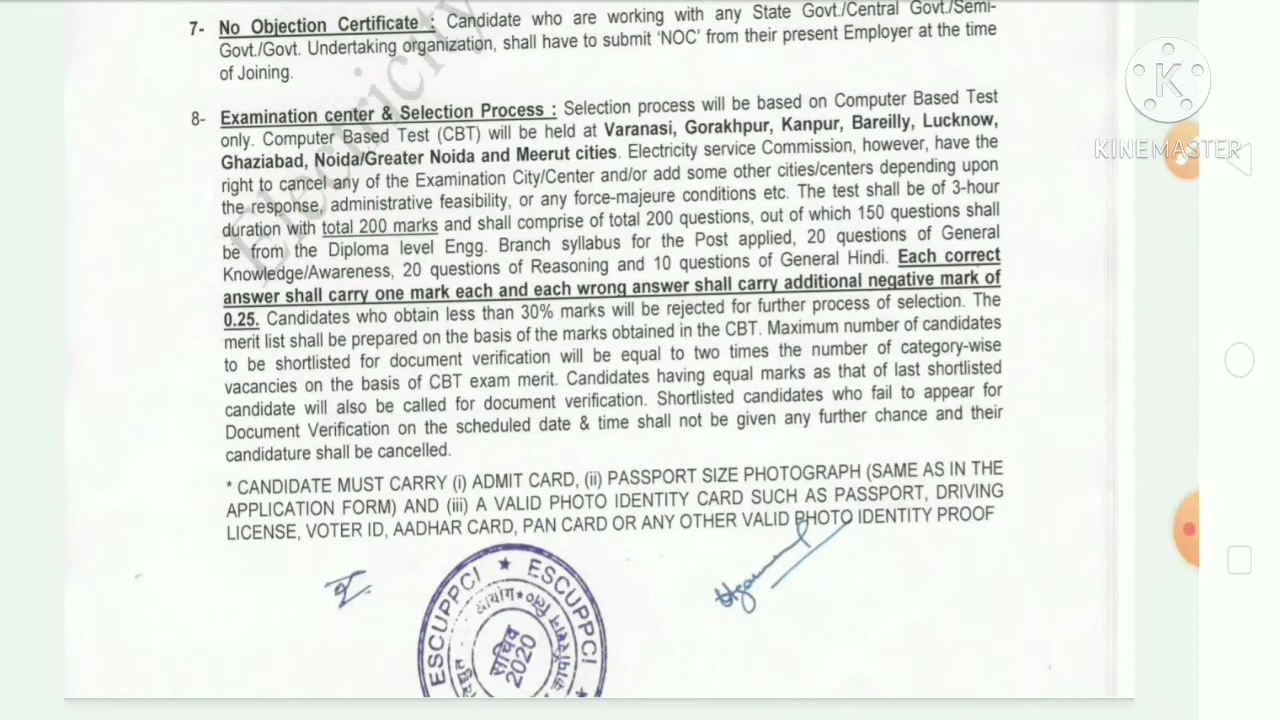 7- No Objection Certificate : Candidate who are working with any State Govt./Central Govt./Semi-
Govt./Govt. Undertaking organization, shall have to submit ‘NOC’ from their present Employer at the time
of Joining.
8- Examination center & Selection Process : Selection process will be based on Computer Based Test
only. Computer Based Test (CBT) will be held at Varanasi, Gorakhpur, Kanpur, Bareilly, Lucknow,
Ghaziabad, Noida/Greater Noida and Meerut cities. Electricity service Commission, however, have the
right to cancel any of the Examination City/Center and/or add some other cities/centers depending upon
the response, administrative feasibility, or any force-majeure conditions etc. The test shall be of 3-hour
duration with total 200 marks and shall comprise of total 200 questions, out of which 150 questions shall
be from the Diploma level Engg. Branch syllabus for the Post applied, 20 questions of General
Knowledge/Awareness, 20 questions of Reasoning and 10 questions of General Hindi. Each correct
answer shall carry one mark each and each wrong answer shall carry additional negative mark of
0.25. Candidates who obtain less than 30% marks will be rejected for further process of selection. The
merit list shall be prepared on the basis of the marks obtained in the CBT. Maximum number of candidates
to be shortlisted for document verification will be equal to two times the number of category-wise
vacancies on the basis of CBT exam merit. Candidates having equal marks as that of last shortlisted
candidate will also be called for document verification. Shortlisted candidates who fail to appear for
Document Verification on the scheduled date & time shall not be given any further chance and their
candidature shall be cancelled.
* CANDIDATE MUST CARRY (i) ADMIT CARD, (ii) PASSPORT SIZE PHOTOGRAPH (SAME AS IN THE
APPLICATION FORM) AND (iii) A VALID PHOTO IDENTITY CARD SUCH AS PASSPORT, DRIVING
LICENSE, VOTER ID, AADHAR CARD, PAN CARD OR ANY OTHER VALID PHOTO IDENTITY PROOF
Electricity
K
KINEMASTER
ESCUPPCl ★ ESCUPPCl ★
आयोग
सचिव
2020